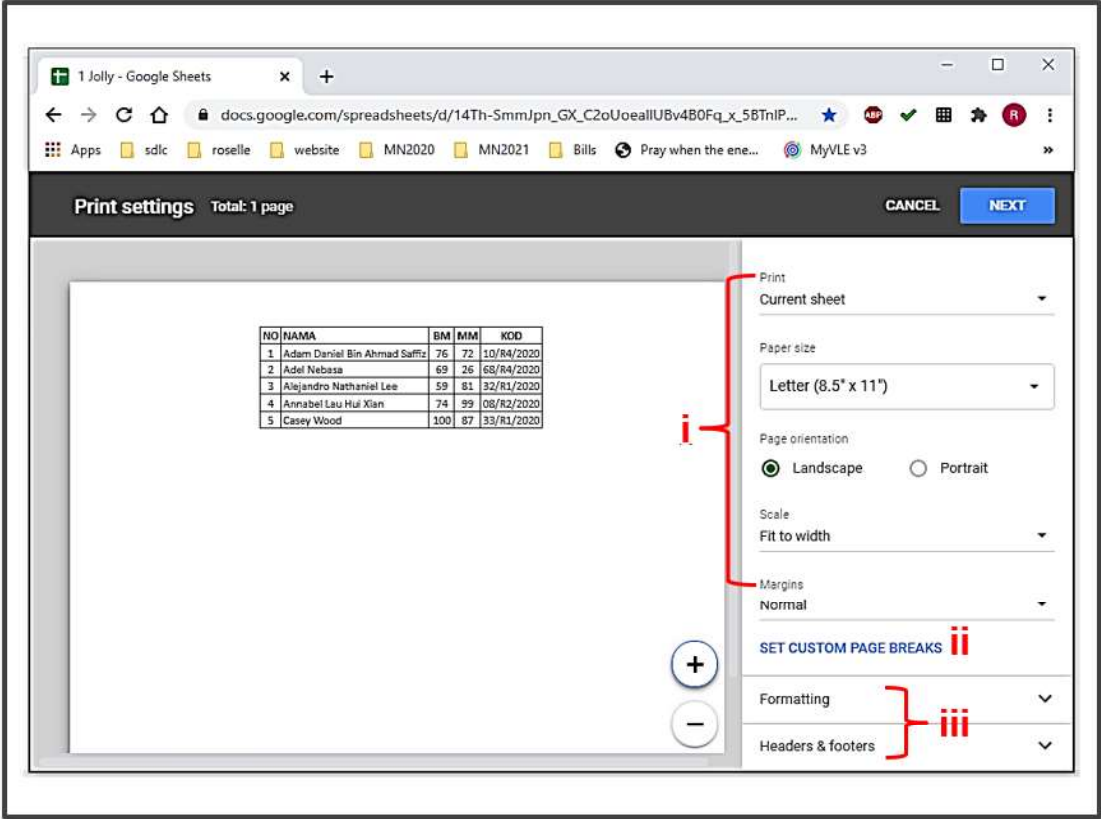 1 Jolly - Google Sheets
docs.google.com/spreadsheets/d/14Th-SmmJpn_GX_C2oUoeallUBv4B0Fq_x_5BTnlP...
ABP
R
Apps sdlc roselle website MN2020 MN2021 Bills Pray when the ene... MyVLE v3 »
Print settings Total: 1 page CANCEL NEXT
Print
Current sheet
Paper size
Letter (8.5" x 11")
Page orientation
Landscape Portrait
Scale
Fit to width
Margins
Normal
SET CUSTOM PAGE BREAKS
Formatting
Headers & footers
i
ii
iii
NO NAMA BM MM KOD
1 Adam Daniel Bin Ahmad Saffiz 76 72 10/R4/2020
2 Adel Nebasa 69 26 68/R4/2020
3 Alejandro Nathaniel Lee 59 81 32/R1/2020
4 Annabel Lau Hui Xian 74 99 08/R2/2020
5 Casey Wood 100 87 33/R1/2020